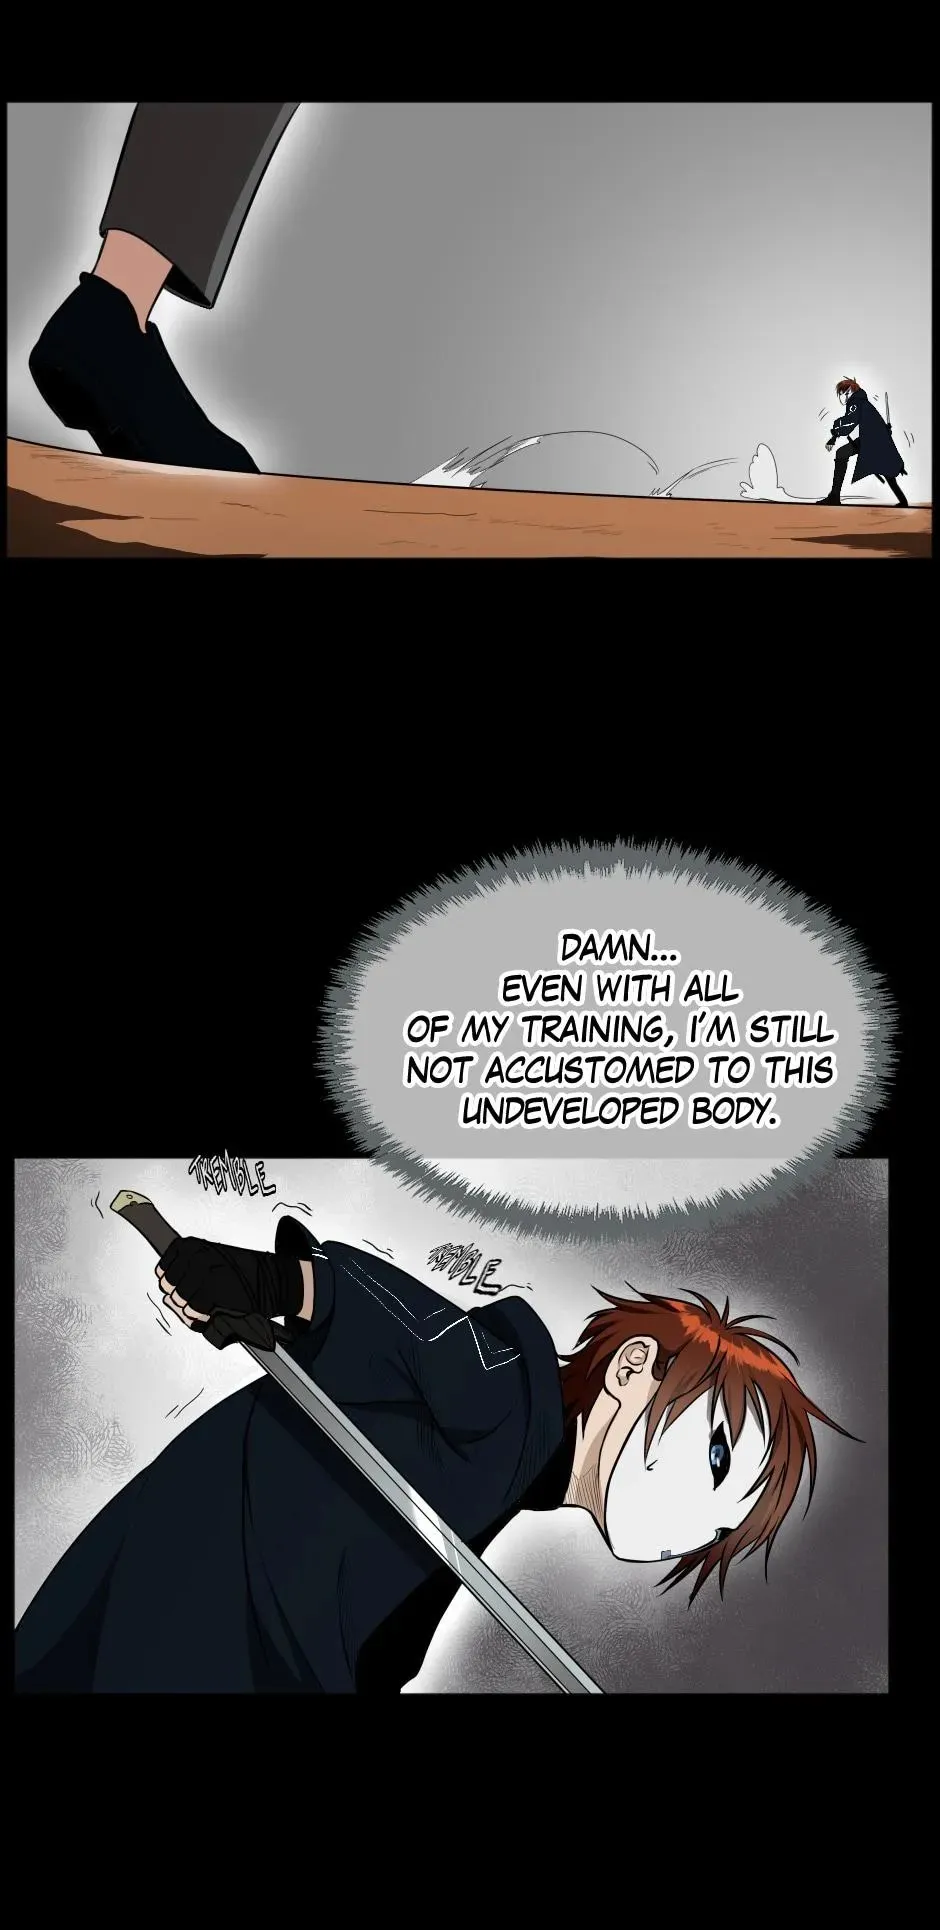 DAMN...
EVEN WITH ALL
OF MY TRAINING, I'M STILL
NOT ACCUSTOMED TO THIS
UNDEVELOPED BODY.
TREMBLE
TREMBLE